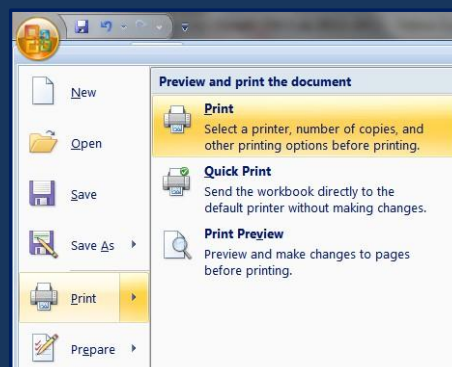 Preview and print the document
New
Print
Select a printer, number of copies, and
other printing options before printing.
Open
Quick Print
Send the workbook directly to the
default printer without making changes.
Save
Save As
Print Preview
Preview and make changes to pages
before printing.
Print
Prepare